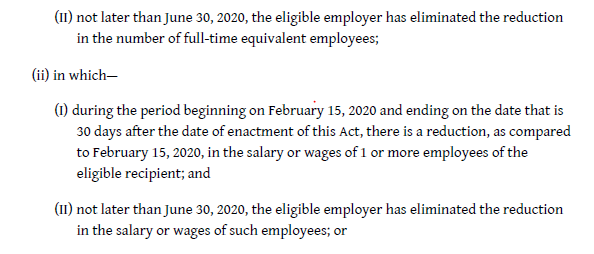 (II) not later than June 30, 2020, the eligible employer has eliminated the reduction
in the number of full-time equivalent employees;
(ii) in which—
(I) during the period beginning on February 15, 2020 and ending on the date that is
30 days after the date of enactment of this Act, there is a reduction, as compared
to February 15, 2020, in the salary or wages of 1 or more employees of the
eligible recipient; and
(II) not later than June 30, 2020, the eligible employer has eliminated the reduction
in the salary or wages of such employees; or